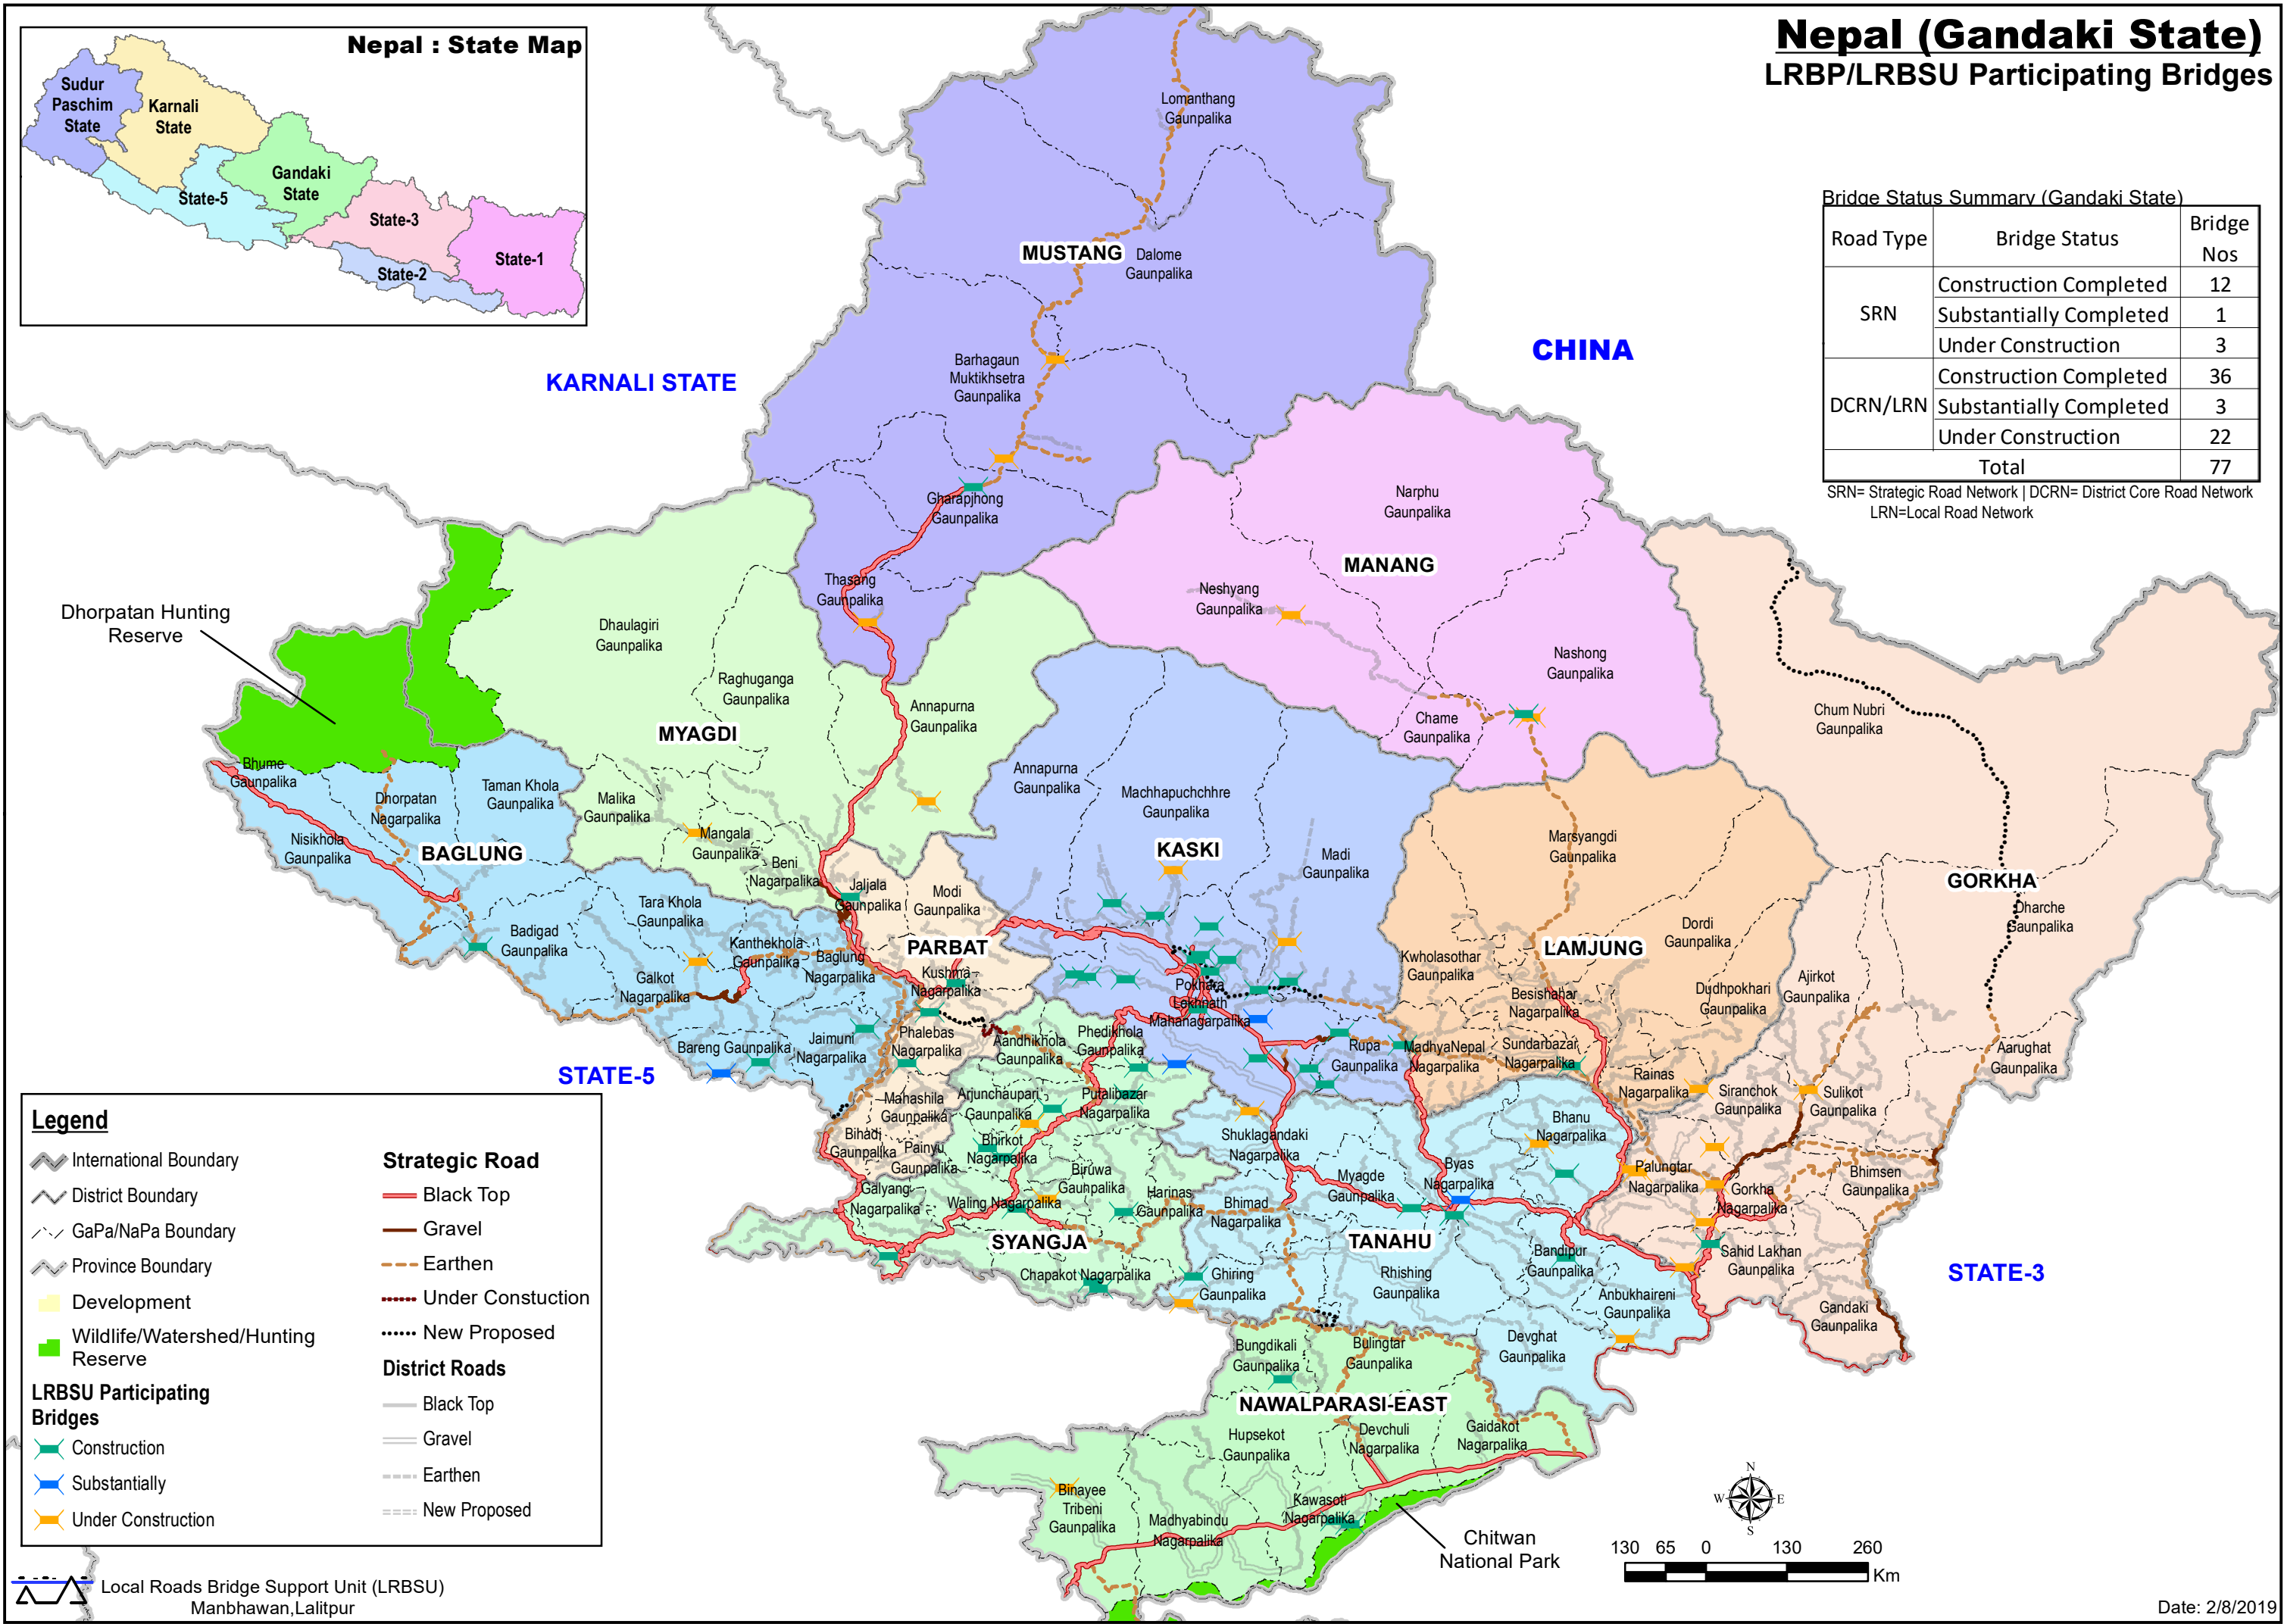 Nepal : State Map
Sudur
Paschim
State
Karnali
State
Gandaki
State
State-5
State-3
State-2
State-1
Nepal (Gandaki State)
LRBP/LRBSU Participating Bridges
Bridge Status Summary (Gandaki State)
Road Type Bridge Status Bridge Nos
SRN
Construction Completed 12
Substantially Completed 1
Under Construction 3
DCRN/LRN
Construction Completed 36
Substantially Completed 3
Under Construction 22
Total 77
SRN= Strategic Road Network | DCRN= District Core Road Network
LRN=Local Road Network
KARNALI STATE
CHINA
STATE-5
STATE-3
Dhorpatan Hunting
Reserve
MUSTANG
Lomanthang
Gaunpalika
Dalome
Gaunpalika
Barhagaun
Muktikhsetra
Gaunpalika
Gharapjhong
Gaunpalika
Thasang
Gaunpalika
MANANG
Narphu
Gaunpalika
Neshyang
Gaunpalika
Nashong
Gaunpalika
Chame
Gaunpalika
MYAGDI
Dhaulagiri
Gaunpalika
Raghuganga
Gaunpalika
Annapurna
Gaunpalika
Malika
Gaunpalika
Mangala
Gaunpalika
Beni
Nagarpalika
BAGLUNG
Bhume
Gaunpalika
Dhorpatan
Nagarpalika
Taman Khola
Gaunpalika
Nisikhola
Gaunpalika
Badigad
Gaunpalika
Tara Khola
Gaunpalika
Galkot
Nagarpalika
Kanthekhola
Gaunpalika
Baglung
Nagarpalika
Bareng Gaunpalika
Jaimuni
Nagarpalika
PARBAT
Jaljala
Gaunpalika
Modi
Gaunpalika
Kushma
Nagarpalika
Phalebas
Nagarpalika
Mahashila
Gaunpalika
Bihadi
Gaunpalika
Painyu
Gaunpalika
KASKI
Annapurna
Gaunpalika
Machhapuchchhre
Gaunpalika
Madi
Gaunpalika
Pokhara
Lekhnath
Mahanagarpalika
Rupa
Gaunpalika
LAMJUNG
Marsyangdi
Gaunpalika
Dordi
Gaunpalika
Kwholasothar
Gaunpalika
Besishahar
Nagarpalika
Dudhpokhari
Gaunpalika
MadhyaNepal
Nagarpalika
Sundarbazar
Nagarpalika
Rainas
Nagarpalika
GORKHA
Chum Nubri
Gaunpalika
Dharche
Gaunpalika
Ajirkot
Gaunpalika
Aarughat
Gaunpalika
Siranchok
Gaunpalika
Sulikot
Gaunpalika
Palungtar
Nagarpalika
Gorkha
Nagarpalika
Bhimsen
Gaunpalika
Sahid Lakhan
Gaunpalika
Gandaki
Gaunpalika
SYANGJA
Aandhikhola
Gaunpalika
Phedikhola
Gaunpalika
Arjunchaupari
Gaunpalika
Putalibazar
Nagarpalika
Bhirkot
Nagarpalika
Biruwa
Gaunpalika
Galyang
Nagarpalika
Waling Nagarpalika
Harinas
Gaunpalika
Chapakot Nagarpalika
TANAHU
Shuklagandaki
Nagarpalika
Bhimad
Nagarpalika
Myagde
Gaunpalika
Byas
Nagarpalika
Bhanu
Nagarpalika
Ghiring
Gaunpalika
Rhishing
Gaunpalika
Bandipur
Gaunpalika
Anbukhaireni
Gaunpalika
Devghat
Gaunpalika
NAWALPARASI-EAST
Bungdikali
Gaunpalika
Bulingtar
Gaunpalika
Hupsekot
Gaunpalika
Devchuli
Nagarpalika
Gaidakot
Nagarpalika
Binayee
Tribeni
Gaunpalika
Madhyabindu
Nagarpalika
Kawasoti
Nagarpalika
Chitwan
National Park
Legend
International Boundary
District Boundary
GaPa/NaPa Boundary
Province Boundary
Development
Wildlife/Watershed/Hunting
Reserve
LRBSU Participating
Bridges
Construction
Substantially
Under Construction
Strategic Road
Black Top
Gravel
Earthen
Under Constuction
New Proposed
District Roads
Black Top
Gravel
Earthen
New Proposed
N
W E
S
130 65 0 130 260
Km
Local Roads Bridge Support Unit (LRBSU)
Manbhawan,Lalitpur
Date: 2/8/2019